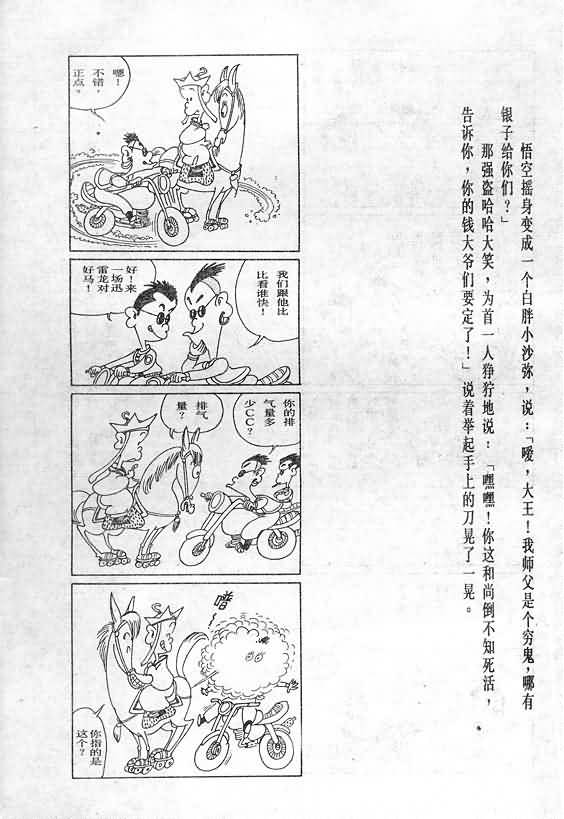 悟空摇身变成一个白胖小沙弥，说：「嗳，大王！我师父是个穷鬼，哪有
银子给你们？」
那强盗哈哈大笑，为首一人狰狞地说：「嘿嘿！你这和尚倒不知死活，
告诉你，你的钱大爷们要定了！」说着举起手上的刀晃了一晃。
嗯！
不错，
正点。
我们跟他比
比看谁快！
好！来
一场迅
雷龙对
好马！
你的排
气量多
少CC？
排气
量？
噜
你指的是
这个？